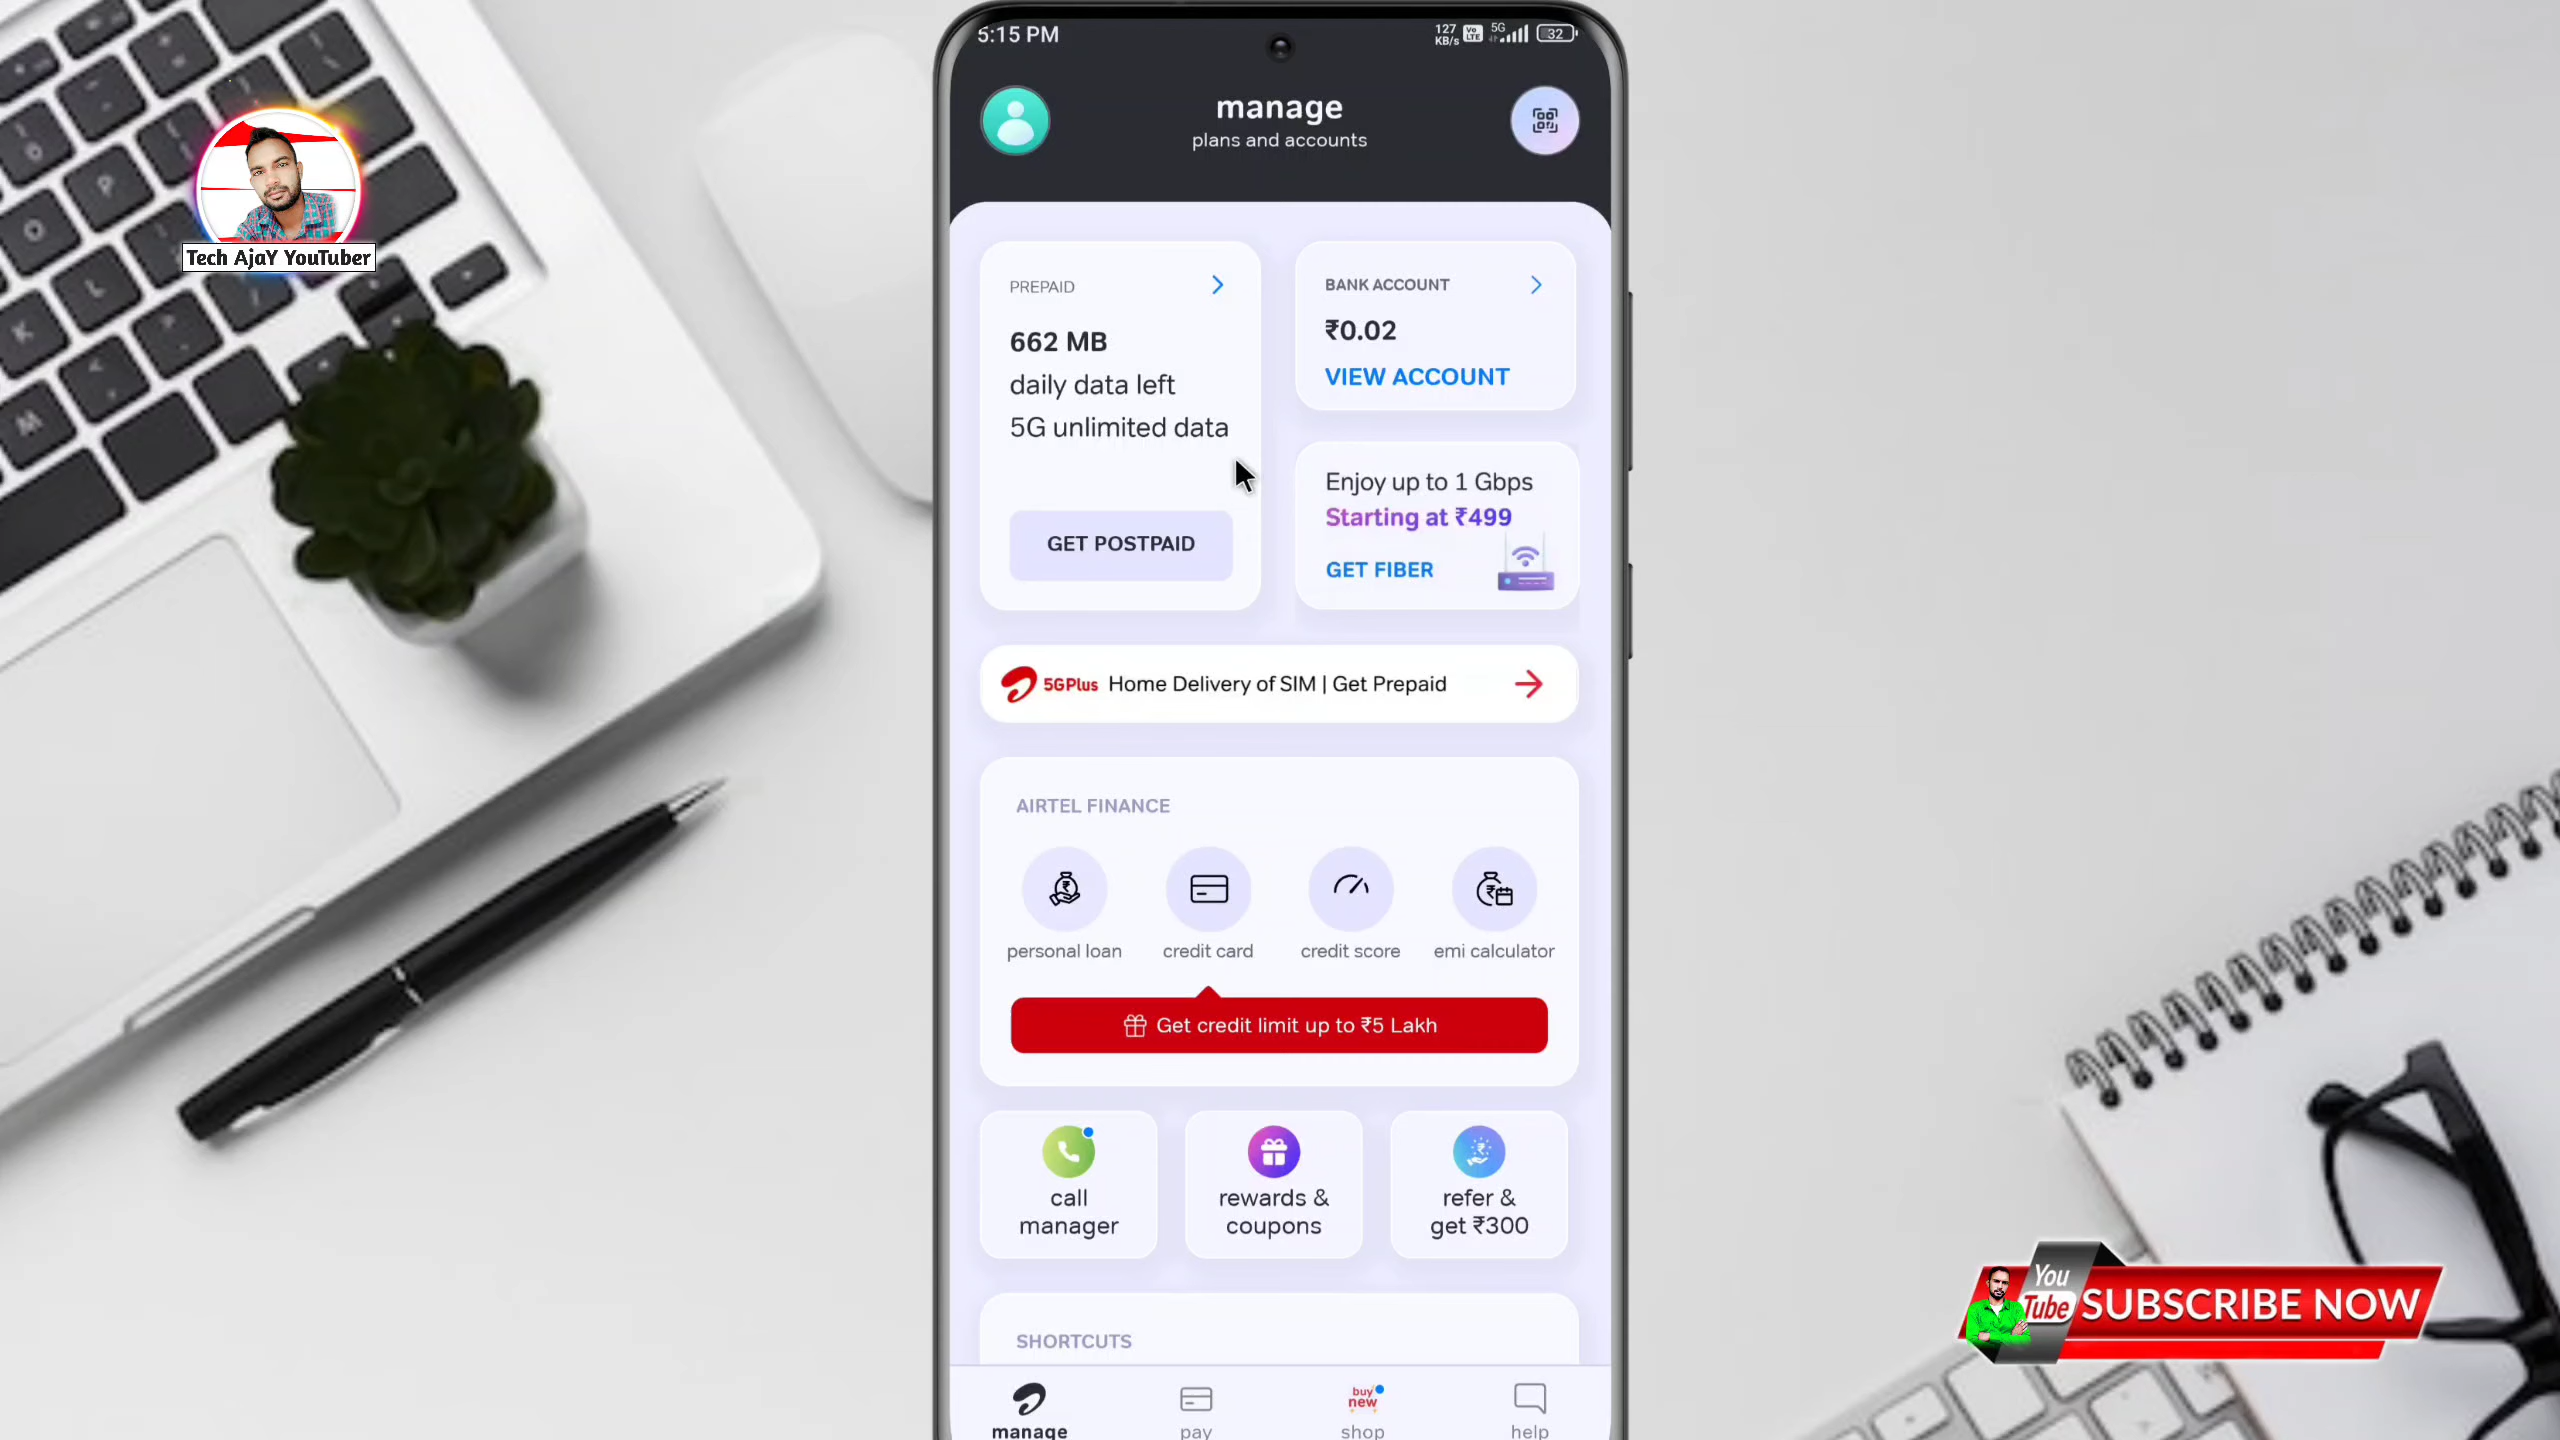 5:15 PM
127
KB/s
Vo
LTE
5G
32
manage
plans and accounts
Tech AjaY YouTuber
PREPAID
662 MB
daily data left
5G unlimited data
GET POSTPAID
BANK ACCOUNT
₹0.02
VIEW ACCOUNT
Enjoy up to 1 Gbps
Starting at ₹499
GET FIBER
5G Plus Home Delivery of SIM | Get Prepaid
AIRTEL FINANCE
personal loan
credit card
credit score
emi calculator
Get credit limit up to ₹5 Lakh
call
manager
rewards &
coupons
refer &
get ₹300
SHORTCUTS
You
Tube
SUBSCRIBE NOW
manage
pay
buy
new
shop
help
O
P
L
K
M